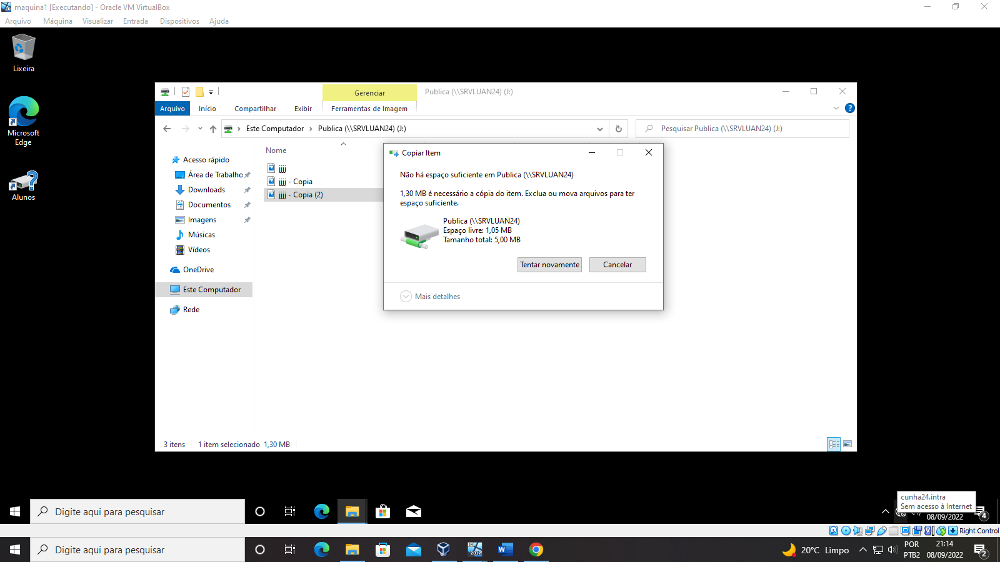 maquina1 [Executando] - Oracle VM VirtualBox
Arquivo Máquina Visualizar Entrada Dispositivos Ajuda
Lixeira
Microsoft
Edge
Alunos
Gerenciar
Publica (\\SRVLUAN24) (J:)
Arquivo Início Compartilhar Exibir Ferramentas de Imagem
Este Computador
Publica (\\SRVLUAN24) (J:)
Pesquisar Publica (\\SRVLUAN24) (J:)
Acesso rápido
Área de Trabalho
Downloads
Documentos
Imagens
Músicas
Vídeos
OneDrive
Este Computador
Rede
Nome
jjjj
jjjj - Copia
jjjj - Copia (2)
Copiar Item
Não há espaço suficiente em Publica (\\SRVLUAN24)
1,30 MB é necessário a cópia do item. Exclua ou mova arquivos para ter
espaço suficiente.
Publica (\\SRVLUAN24)
Espaço livre: 1,05 MB
Tamanho total: 5,00 MB
Tentar novamente
Cancelar
Mais detalhes
3 itens 1 item selecionado 1,30 MB
cunha24.intra
Sem acesso à Internet
Digite aqui para pesquisar
08/09/2022
4
Right Control
Digite aqui para pesquisar
2012
20°C Limpo
POR
PTB2
21:14
08/09/2022
2